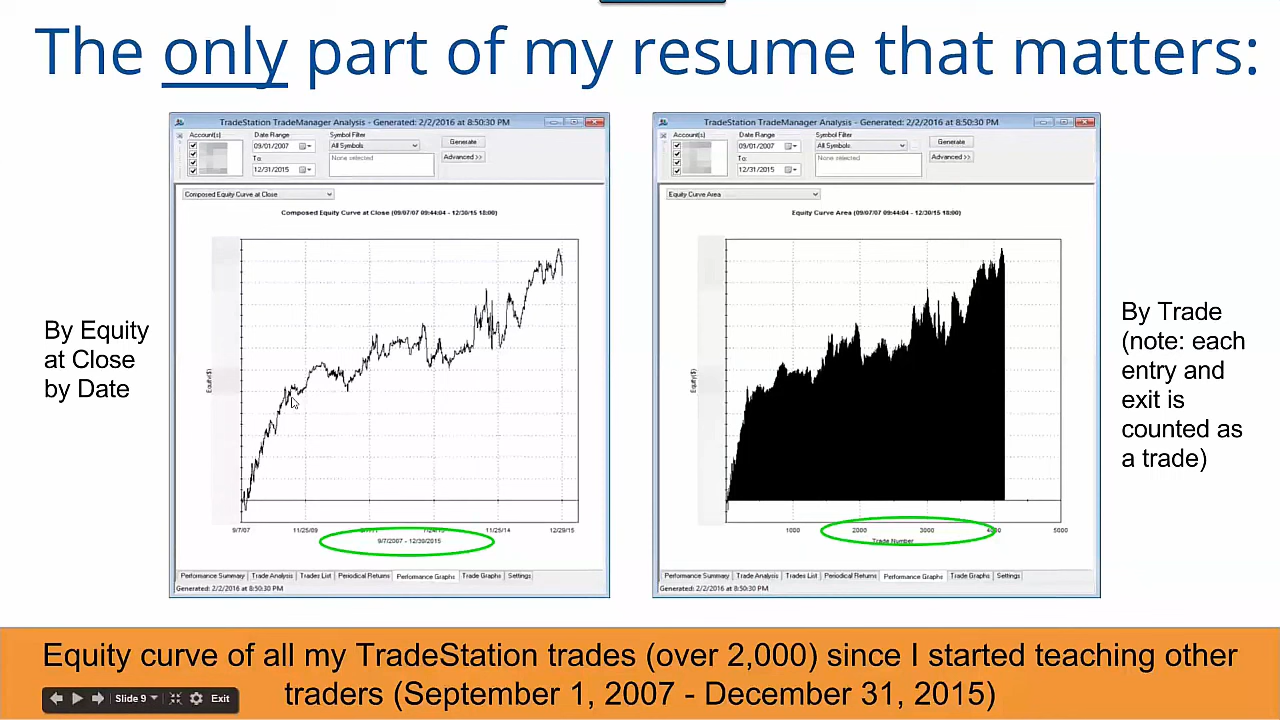 The only part of my resume that matters:
TradeStation TradeManager Analysis - Generated: 2/2/2016 at 8:50:30 PM
Account(s)
Date Range
Symbol Filter
09/01/2007
All Symbols
Generate
To:
None selected
Advanced >>
12/31/2015
Composed Equity Curve at Close
Composed Equity Curve at Close (09/07/07 09:44:04 - 12/30/15 18:00)
Equity($)
9/7/07
11/25/09
11/25/14
12/29/15
9/7/2007 - 12/30/2015
Performance Summary
Trade Analysis
Trades List
Periodical Returns
Performance Graphs
Trade Graphs
Settings
Generated: 2/2/2016 at 8:50:30 PM
TradeStation TradeManager Analysis - Generated: 2/2/2016 at 8:50:30 PM
Account(s)
Date Range
Symbol Filter
09/01/2007
All Symbols
Generate
To:
None selected
Advanced >>
12/31/2015
Equity Curve Area
Equity Curve Area (09/07/07 09:44:04 - 12/30/15 18:00)
Equity($)
1000
2000
3000
4000
5000
Trade Number
Performance Summary
Trade Analysis
Trades List
Periodical Returns
Performance Graphs
Trade Graphs
Settings
Generated: 2/2/2016 at 8:50:30 PM
By Equity
at Close
by Date
By Trade
(note: each
entry and
exit is
counted as
a trade)
Equity curve of all my TradeStation trades (over 2,000) since I started teaching other
traders (September 1, 2007 - December 31, 2015)
Slide 9
Exit